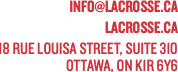 INFO@LACROSSE.CA
LACROSSE.CA
18 RUE LOUISA STREET, SUITE 310
OTTAWA, ON K1R 6Y6